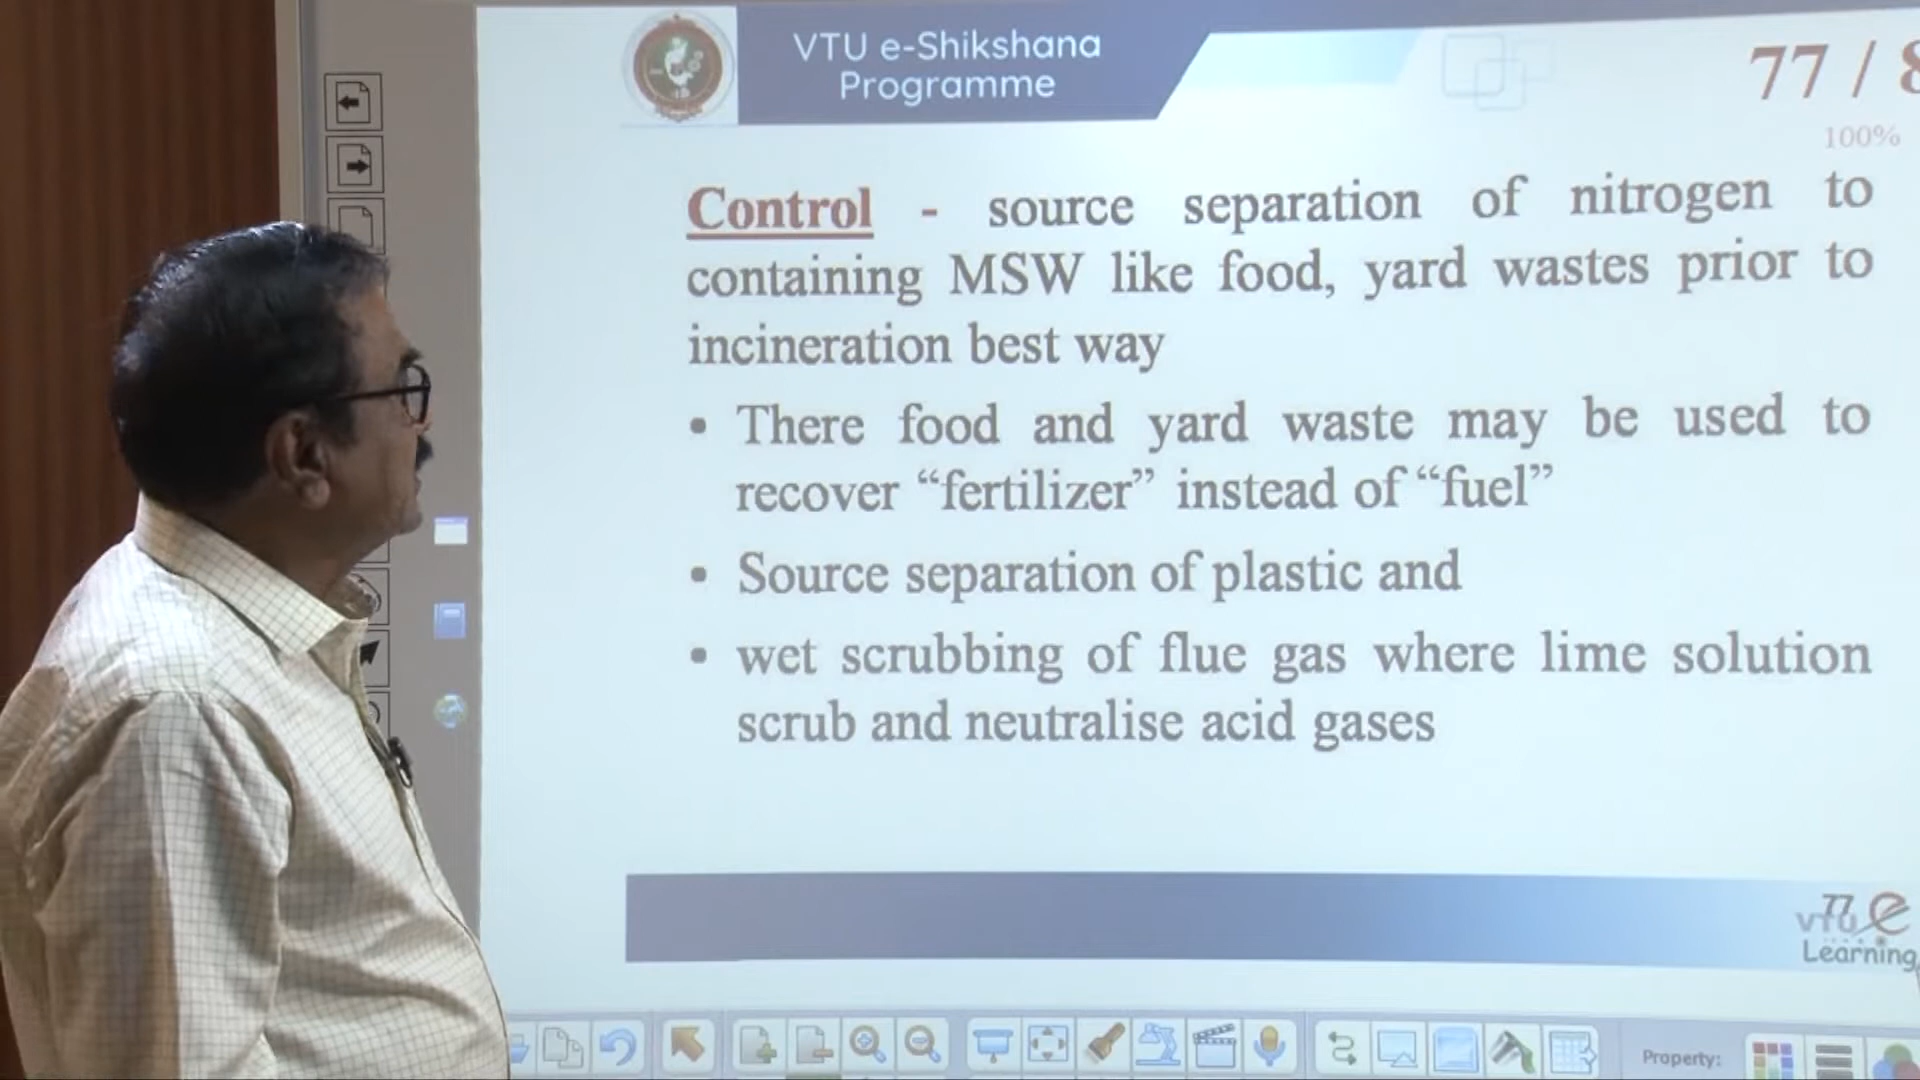 VTU e-Shikshana
Programme
77 / 8
100%
Control - source separation of nitrogen to
containing MSW like food, yard wastes prior to
incineration best way
• There food and yard waste may be used to
recover “fertilizer” instead of “fuel”
• Source separation of plastic and
• wet scrubbing of flue gas where lime solution
scrub and neutralise acid gases
77
VTU e
Learning
Property: